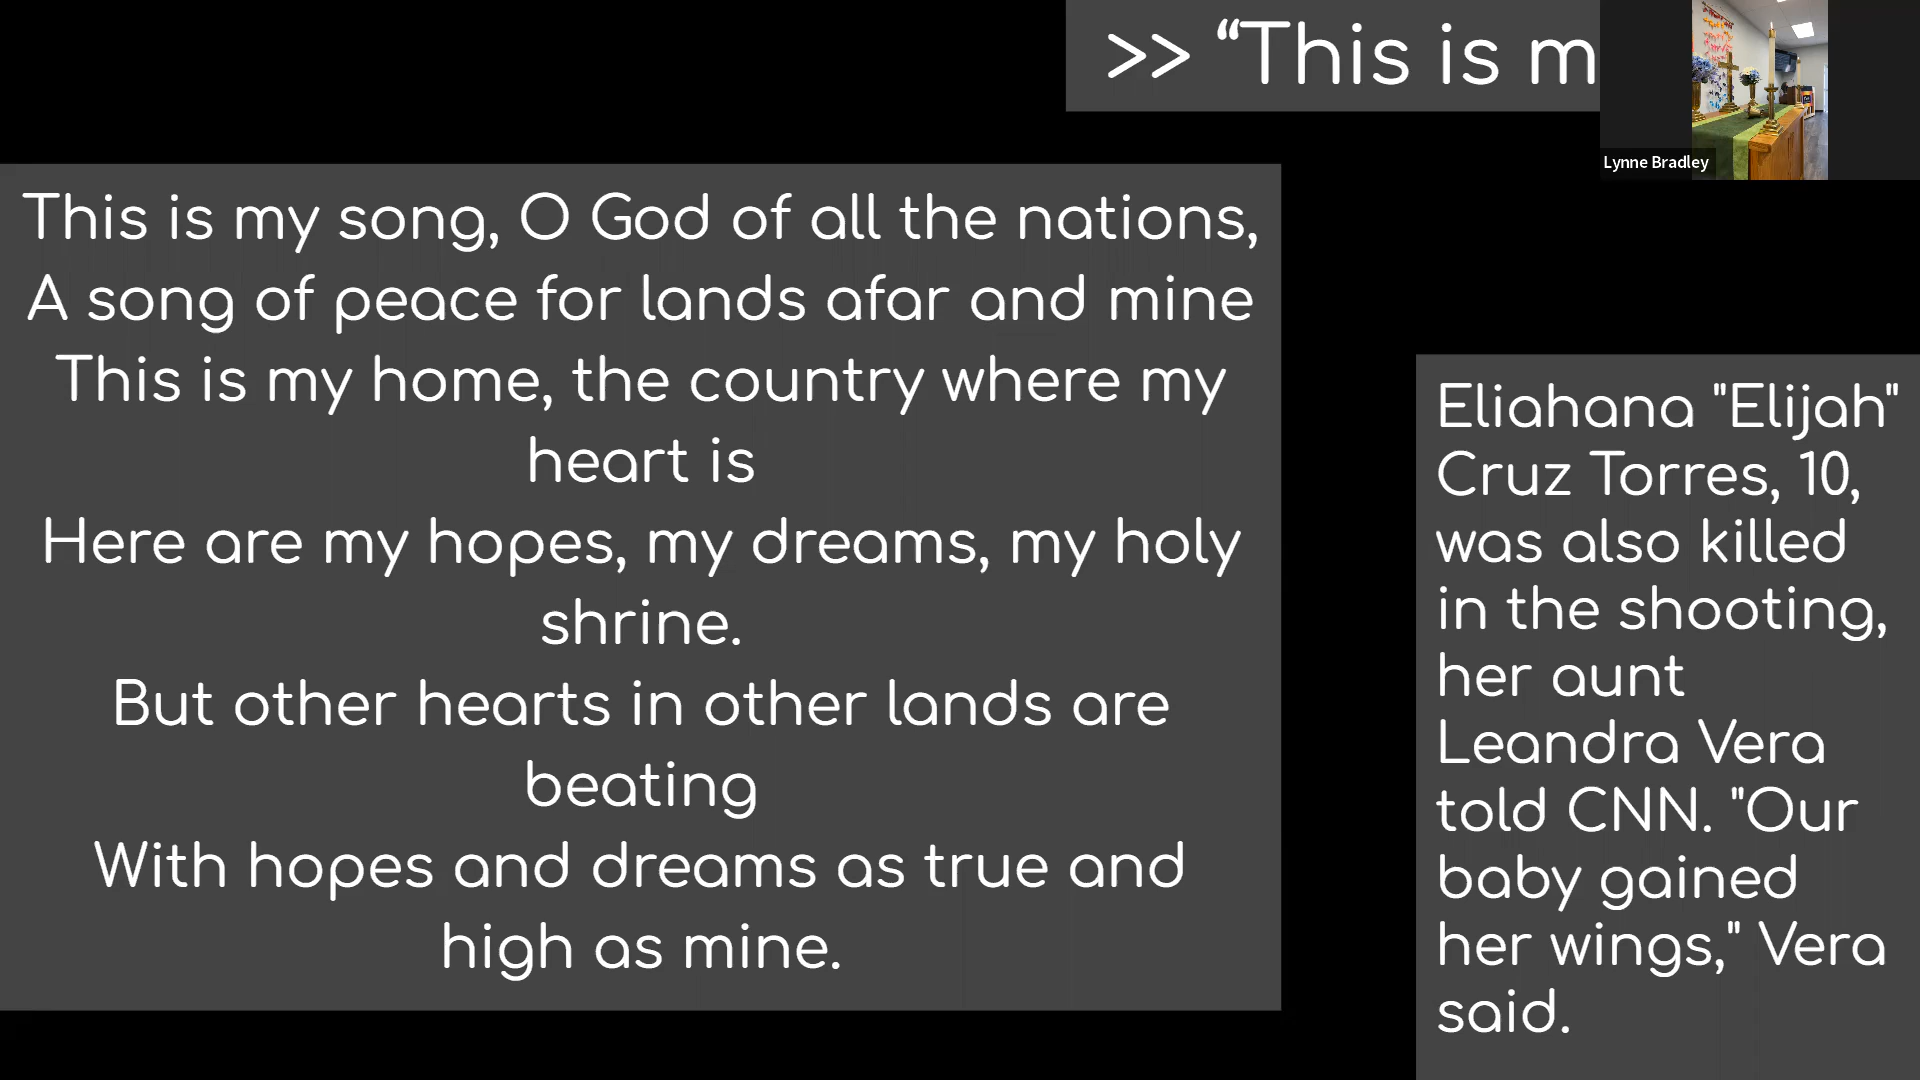 >> “This is m
Lynne Bradley
This is my song, O God of all the nations,
A song of peace for lands afar and mine
This is my home, the country where my
heart is
Here are my hopes, my dreams, my holy
shrine.
But other hearts in other lands are
beating
With hopes and dreams as true and
high as mine.
Eliahana "Elijah"
Cruz Torres, 10,
was also killed
in the shooting,
her aunt
Leandra Vera
told CNN. "Our
baby gained
her wings," Vera
said.